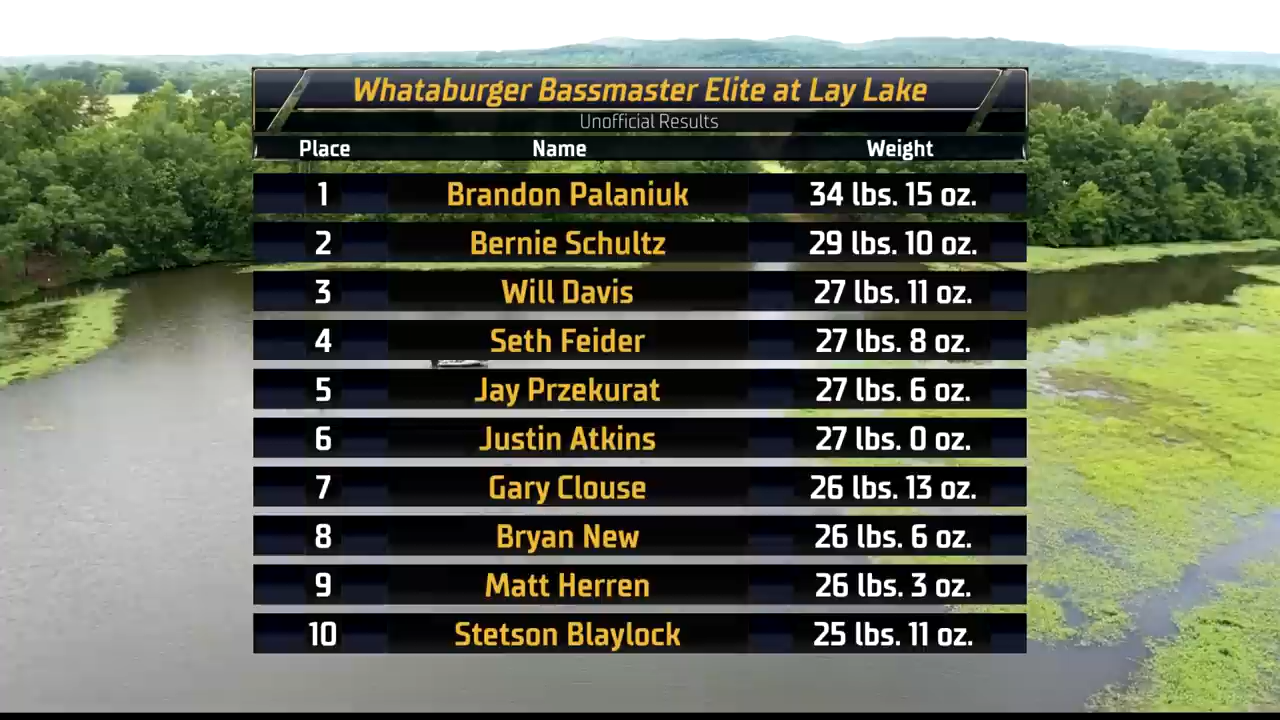 Whataburger Bassmaster Elite at Lay Lake
Unofficial Results
Place Name Weight
1 Brandon Palaniuk 34 lbs. 15 oz.
2 Bernie Schultz 29 lbs. 10 oz.
3 Will Davis 27 lbs. 11 oz.
4 Seth Feider 27 lbs. 8 oz.
5 Jay Przekurat 27 lbs. 6 oz.
6 Justin Atkins 27 lbs. 0 oz.
7 Gary Clouse 26 lbs. 13 oz.
8 Bryan New 26 lbs. 6 oz.
9 Matt Herren 26 lbs. 3 oz.
10 Stetson Blaylock 25 lbs. 11 oz.